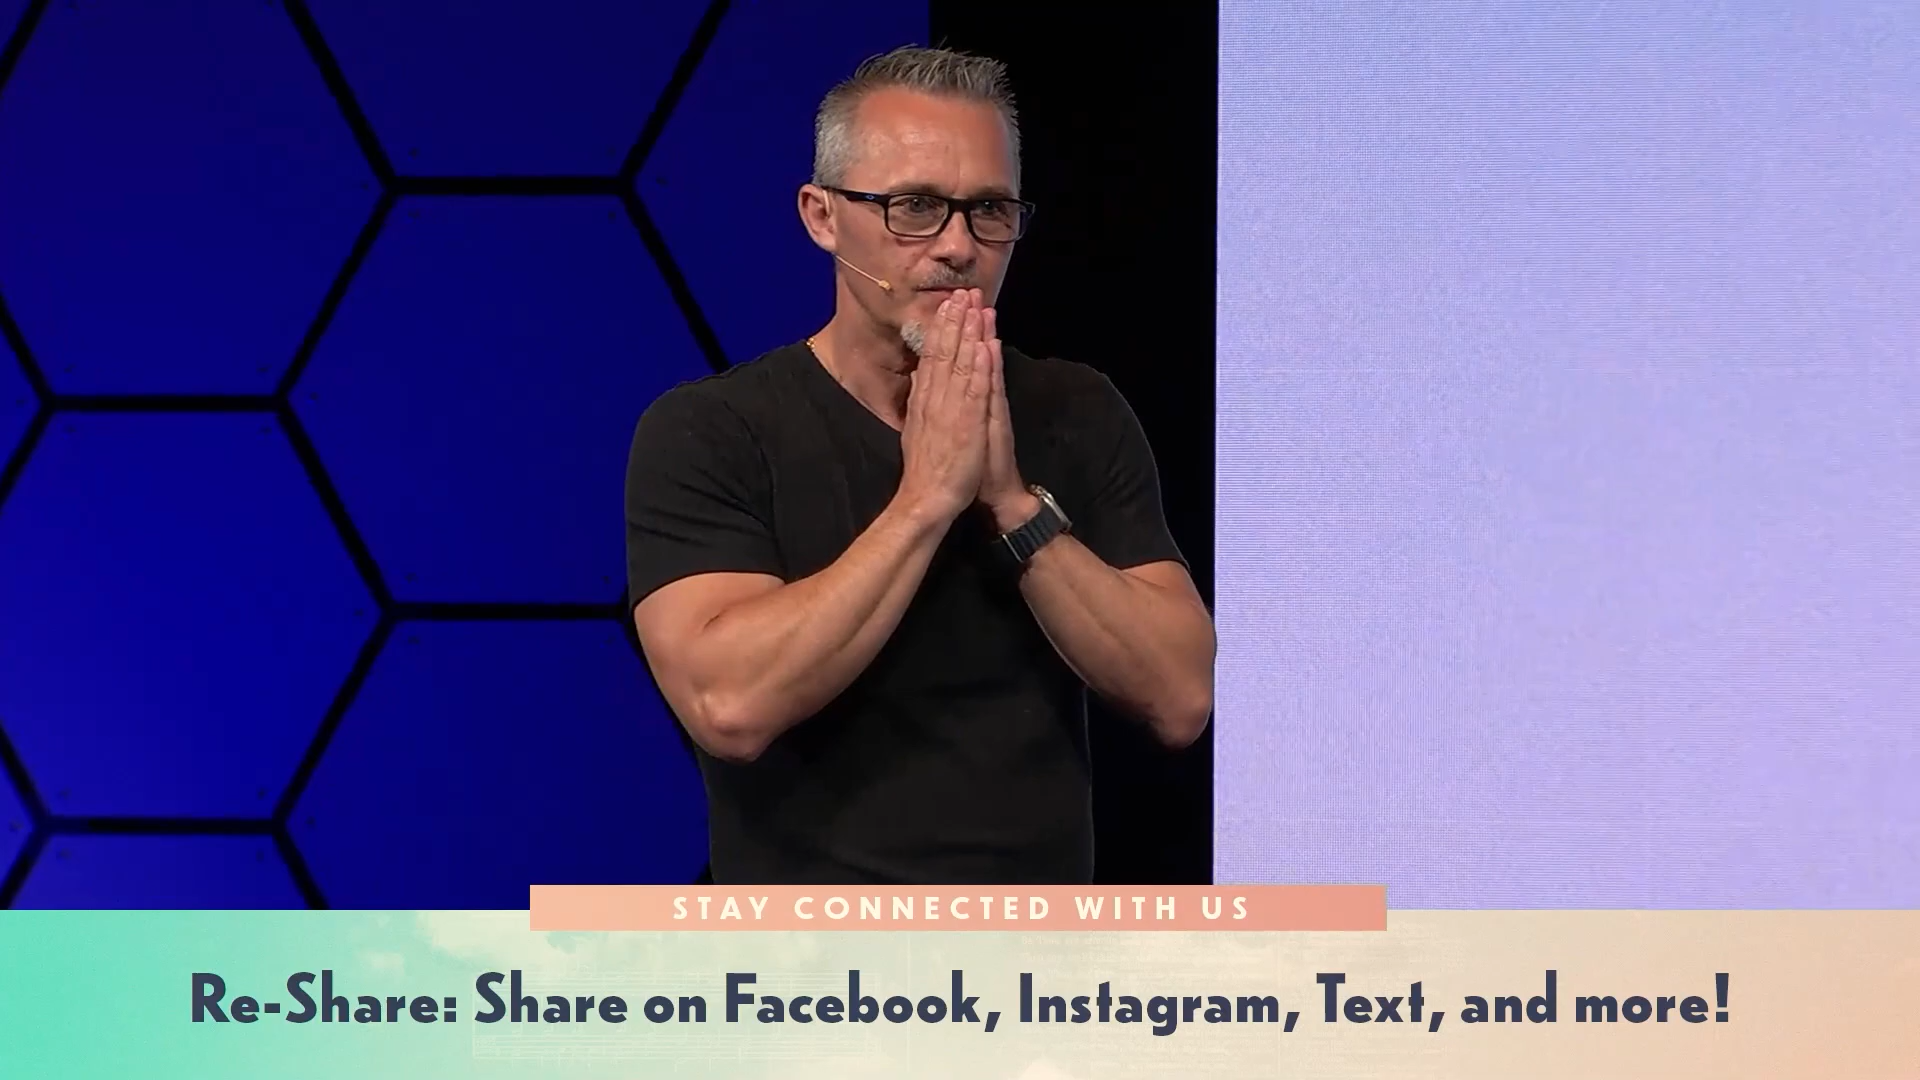 STAY CONNECTED WITH US
Re-Share: Share on Facebook, Instagram, Text, and more!